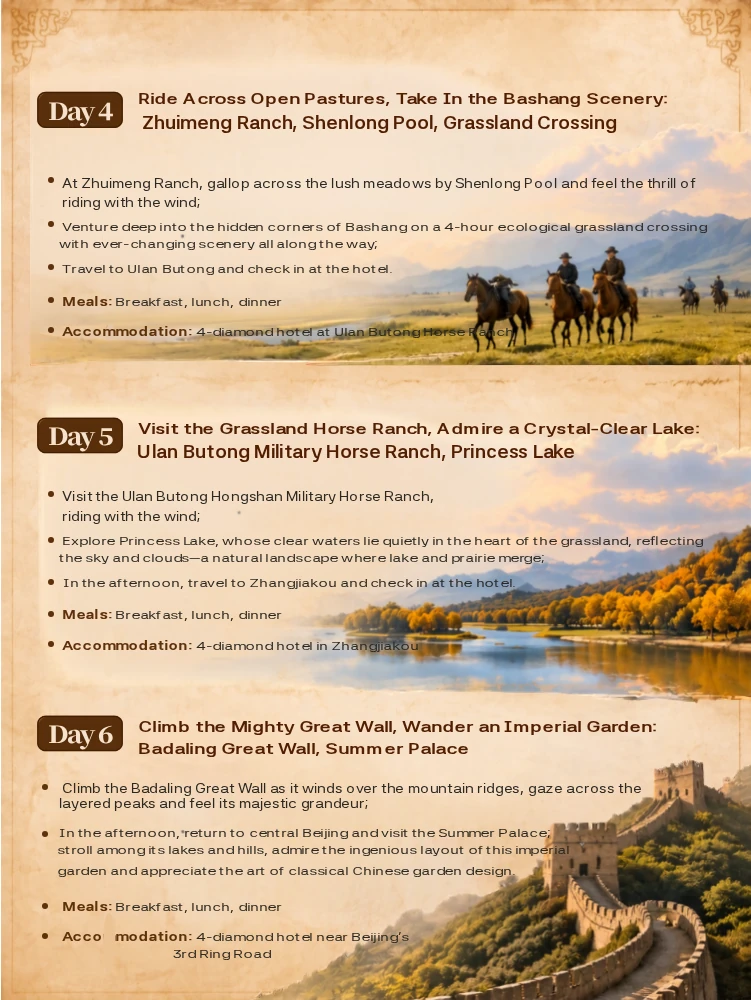 Day 4
Ride Across Open Pastures, Take In the Bashang Scenery:
Zhuimeng Ranch, Shenlong Pool, Grassland Crossing
• At Zhuimeng Ranch, gallop across the lush meadows by Shenlong Pool and feel the thrill of
riding with the wind;
• Venture deep into the hidden corners of Bashang on a 4-hour ecological grassland crossing
with ever-changing scenery all along the way;
• Travel to Ulan Butong and check in at the hotel.
• Meals: Breakfast, lunch, dinner
• Accommodation: 4-diamond hotel at Ulan Butong Horse Ranch
Day 5
Visit the Grassland Horse Ranch, Admire a Crystal-Clear Lake:
Ulan Butong Military Horse Ranch, Princess Lake
• Visit the Ulan Butong Hongshan Military Horse Ranch,
riding with the wind;
• Explore Princess Lake, whose clear waters lie quietly in the heart of the grassland, reflecting
the sky and clouds—a natural landscape where lake and prairie merge;
• In the afternoon, travel to Zhangjiakou and check in at the hotel.
• Meals: Breakfast, lunch, dinner
• Accommodation: 4-diamond hotel in Zhangjiakou
Day 6
Climb the Mighty Great Wall, Wander an Imperial Garden:
Badaling Great Wall, Summer Palace
• Climb the Badaling Great Wall as it winds over the mountain ridges, gaze across the
layered peaks and feel its majestic grandeur;
• In the afternoon, return to central Beijing and visit the Summer Palace;
stroll among its lakes and hills, admire the ingenious layout of this imperial
garden and appreciate the art of classical Chinese garden design.
• Meals: Breakfast, lunch, dinner
• Accommodation: 4-diamond hotel near Beijing's
3rd Ring Road